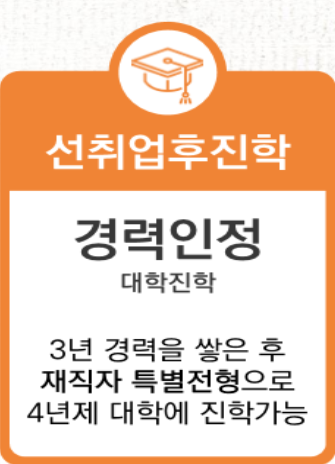 선취업후진학
경력인정
대학진학
3년 경력을 쌓은 후
재직자 특별전형으로
4년제 대학에 진학가능